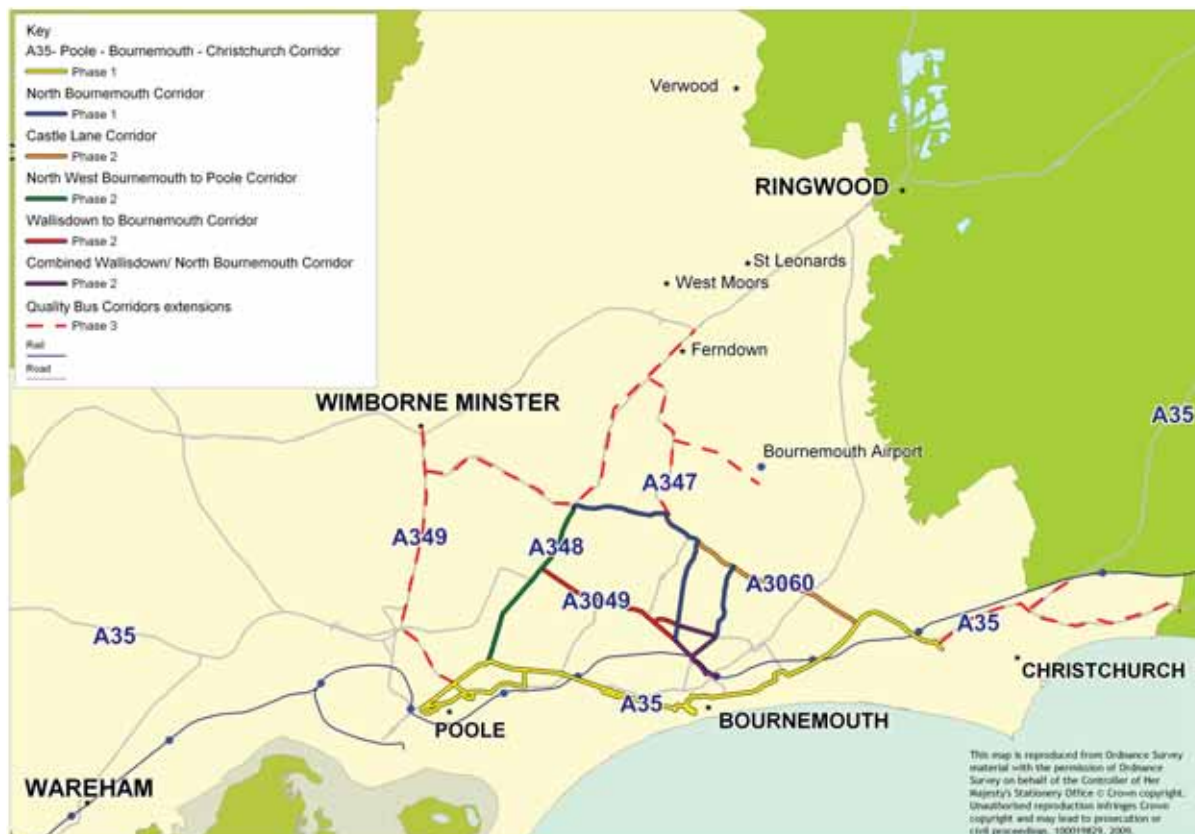 Key
A35- Poole - Bournemouth - Christchurch Corridor
Phase 1
North Bournemouth Corridor
Phase 1
Castle Lane Corridor
Phase 2
North West Bournemouth to Poole Corridor
Phase 2
Wallisdown to Bournemouth Corridor
Phase 2
Combined Wallisdown/ North Bournemouth Corridor
Phase 2
Quality Bus Corridors extensions
Phase 3
Rail
Road
Verwood
RINGWOOD
St Leonards
West Moors
Ferndown
WIMBORNE MINSTER
A35
Bournemouth Airport
A347
A349
A348
A3060
A3049
A35
A35
CHRISTCHURCH
A35
POOLE
BOURNEMOUTH
WAREHAM
This map is reproduced from Ordnance Survey
material with the permission of Ordnance
Survey on behalf of the Controller of Her
Majesty's Stationery Office © Crown copyright.
Unauthorised reproduction infringes Crown
copyright and may lead to prosecution or
civil proceedings. 100019829, 2009.